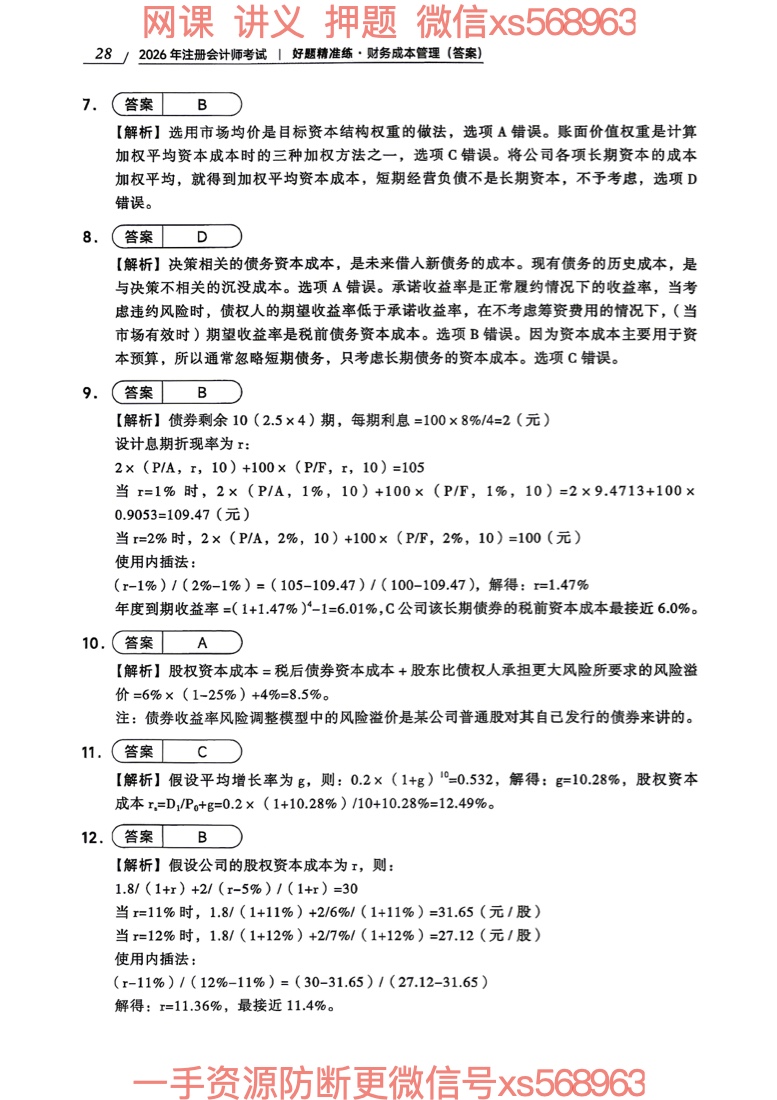 网课 讲义 押题 微信xs568963
28 / 2026年注册会计师考试 | 好题精准练·财务成本管理（答案）
7. 答案 B
【解析】选用市场均价是目标资本结构权重的做法，选项A错误。账面价值权重是计算
加权平均资本成本时的三种加权方法之一，选项C错误。将公司各项长期资本的成本
加权平均，就得到加权平均资本成本，短期经营负债不是长期资本，不予考虑，选项D
错误。
8. 答案 D
【解析】决策相关的债务资本成本，是未来借入新债务的成本。现有债务的历史成本，是
与决策不相关的沉没成本。选项A错误。承诺收益率是正常履约情况下的收益率，当考
虑违约风险时，债权人的期望收益率低于承诺收益率，在不考虑筹资费用的情况下，（当
市场有效时）期望收益率是税前债务资本成本。选项B错误。因为资本成本主要用于资
本预算，所以通常忽略短期债务，只考虑长期债务的资本成本。选项C错误。
9. 答案 B
【解析】债券剩余10（2.5×4）期，每期利息=100×8%/4=2（元）
设计息期折现率为r：
2×（P/A，r，10）+100×（P/F，r，10）=105
当r=1%时，2×（P/A，1%，10）+100×（P/F，1%，10）=2×9.4713+100×
0.9053=109.47（元）
当r=2%时，2×（P/A，2%，10）+100×（P/F，2%，10）=100（元）
使用内插法：
（r-1%）/（2%-1%）=（105-109.47）/（100-109.47），解得：r=1.47%
年度到期收益率=（1+1.47%）⁴-1=6.01%，C公司该长期债券的税前资本成本最接近6.0%。
10. 答案 A
【解析】股权资本成本=税后债券资本成本+股东比债权人承担更大风险所要求的风险溢
价=6%×（1-25%）+4%=8.5%。
注：债券收益率风险调整模型中的风险溢价是某公司普通股对其自己发行的债券来讲的。
11. 答案 C
【解析】假设平均增长率为g，则：0.2×（1+g）¹⁰=0.532，解得：g=10.28%，股权资本
成本rₛ=D₁/P₀+g=0.2×（1+10.28%）/10+10.28%=12.49%。
12. 答案 B
【解析】假设公司的股权资本成本为r，则：
1.8/（1+r）+2/（r-5%）/（1+r）=30
当r=11%时，1.8/（1+11%）+2/6%/（1+11%）=31.65（元/股）
当r=12%时，1.8/（1+12%）+2/7%/（1+12%）=27.12（元/股）
使用内插法：
（r-11%）/（12%-11%）=（30-31.65）/（27.12-31.65）
解得：r=11.36%，最接近11.4%。
一手资源防断更微信号xs568963